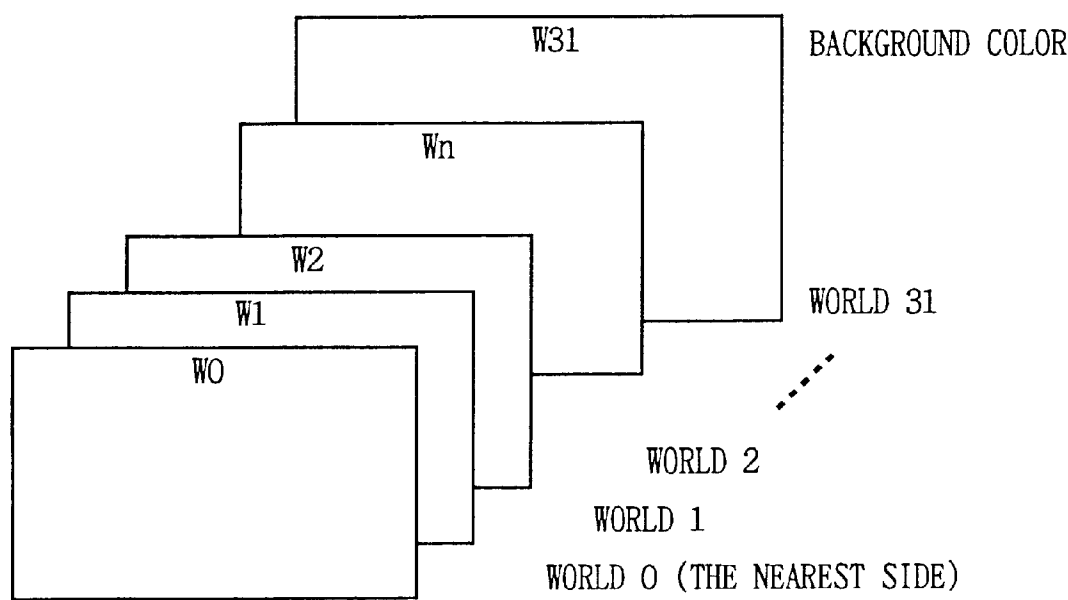 W31
BACKGROUND COLOR
Wn
W2
WORLD 31
W1
W0
WORLD 2
WORLD 1
WORLD 0 (THE NEAREST SIDE)